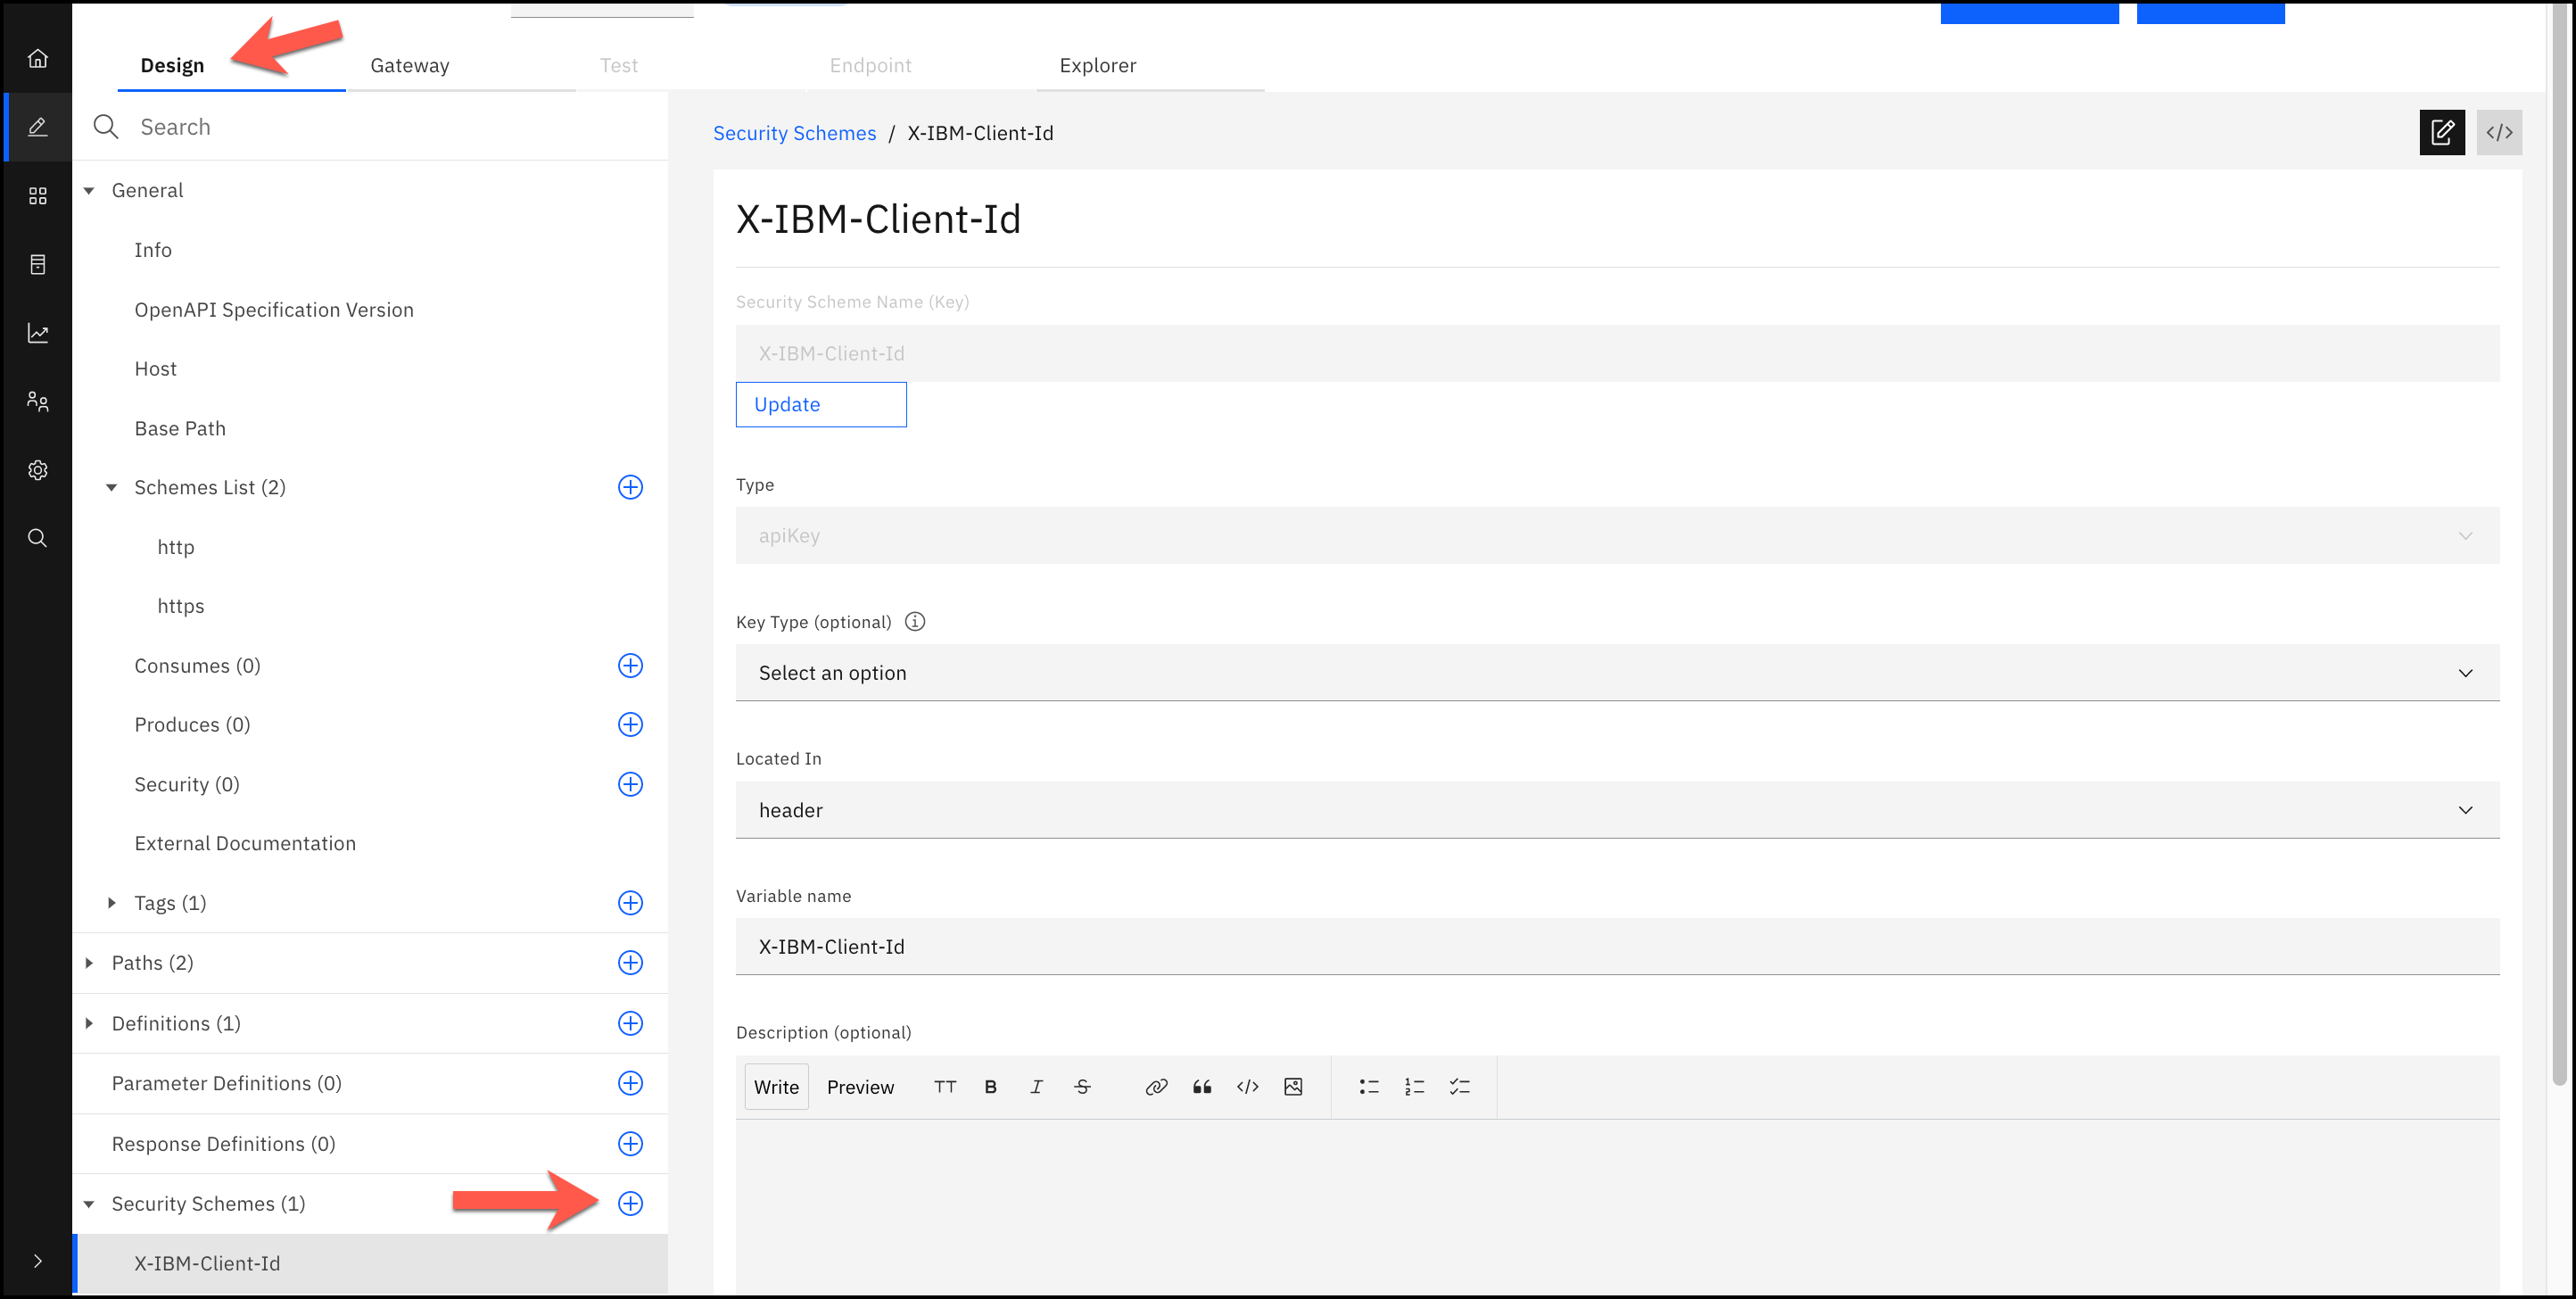 Design
Gateway
Test
Endpoint
Explorer
Search
General
Info
OpenAPI Specification Version
Host
Base Path
Schemes List (2)
http
https
Consumes (0)
Produces (0)
Security (0)
External Documentation
Tags (1)
Paths (2)
Definitions (1)
Parameter Definitions (0)
Response Definitions (0)
Security Schemes (1)
X-IBM-Client-Id
Security Schemes / X-IBM-Client-Id
X-IBM-Client-Id
Security Scheme Name (Key)
X-IBM-Client-Id
Update
Type
apiKey
Key Type (optional)
Select an option
Located In
header
Variable name
X-IBM-Client-Id
Description (optional)
Write Preview TT B I S